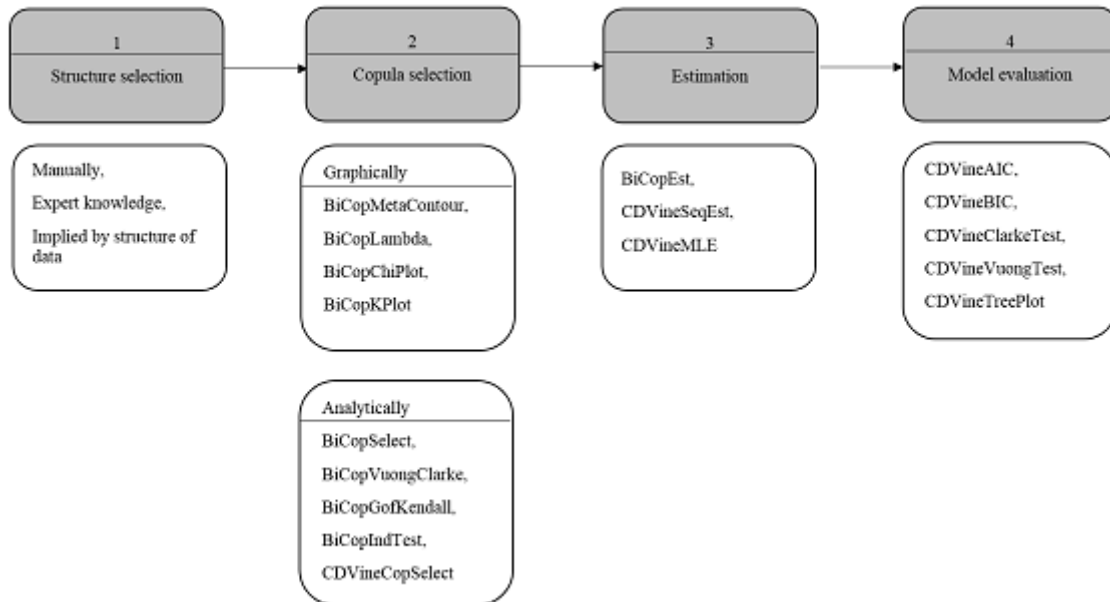 1
Structure selection
2
Copula selection
3
Estimation
4
Model evaluation
Manually,
Expert knowledge,
Implied by structure of
data
Graphically
BiCopMetaContour,
BiCopLambda,
BiCopChiPlot,
BiCopKPlot
Analytically
BiCopSelect,
BiCopVuongClarke,
BiCopGofKendall,
BiCopIndTest,
CDVineCopSelect
BiCopEst,
CDVineSeqEst,
CDVineMLE
CDVineAIC,
CDVineBIC,
CDVineClarkeTest,
CDVineVuongTest,
CDVineTreePlot